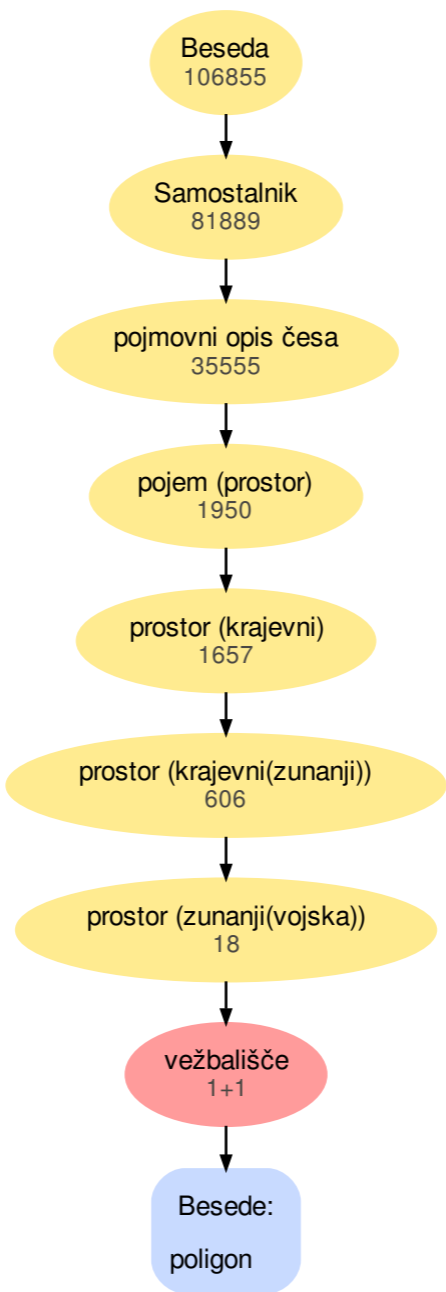 Beseda
106855
Samostalnik
81889
pojmovni opis česa
35555
pojem (prostor)
1950
prostor (krajevni)
1657
prostor (krajevni(zunanji))
606
prostor (zunanji(vojska))
18
vežbališče
1+1
Besede:
poligon